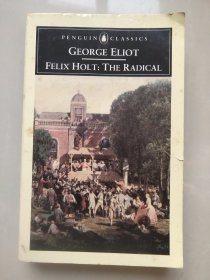 PENGUIN CLASSICS
GEORGE ELIOT
FELIX HOLT: THE RADICAL